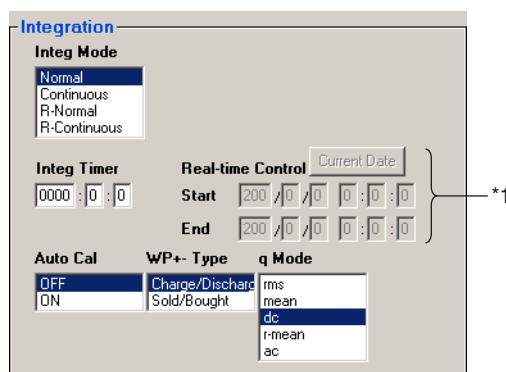 Integration
Integ Mode
Normal
Continuous
R-Normal
R-Continuous
Integ Timer
0000 : 0 : 0
Real-time Control
Current Date
Start 200 / 0 / 0 0 : 0 : 0
End 200 / 0 / 0 0 : 0 : 0
*1
Auto Cal
OFF
ON
WP+- Type
Charge/Discharg
Sold/Bought
q Mode
rms
mean
dc
r-mean
ac